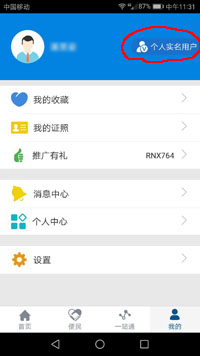 中国移动 87% 中午11:31
个人实名用户
我的收藏
我的证照
推广有礼 RNX764
消息中心
个人中心
设置
首页 便民 一站通 我的